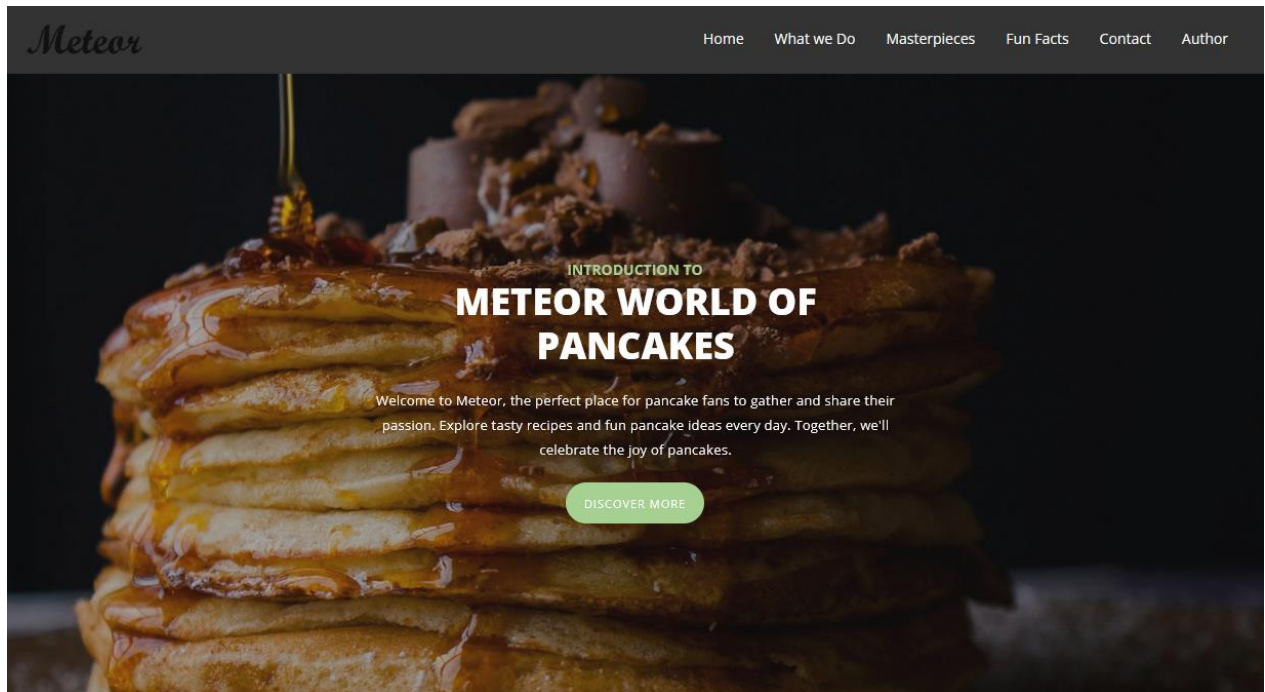 Meteor
Home What we Do Masterpieces Fun Facts Contact Author
INTRODUCTION TO
METEOR WORLD OF
PANCAKES
Welcome to Meteor, the perfect place for pancake fans to gather and share their
passion. Explore tasty recipes and fun pancake ideas every day. Together, we'll
celebrate the joy of pancakes.
DISCOVER MORE